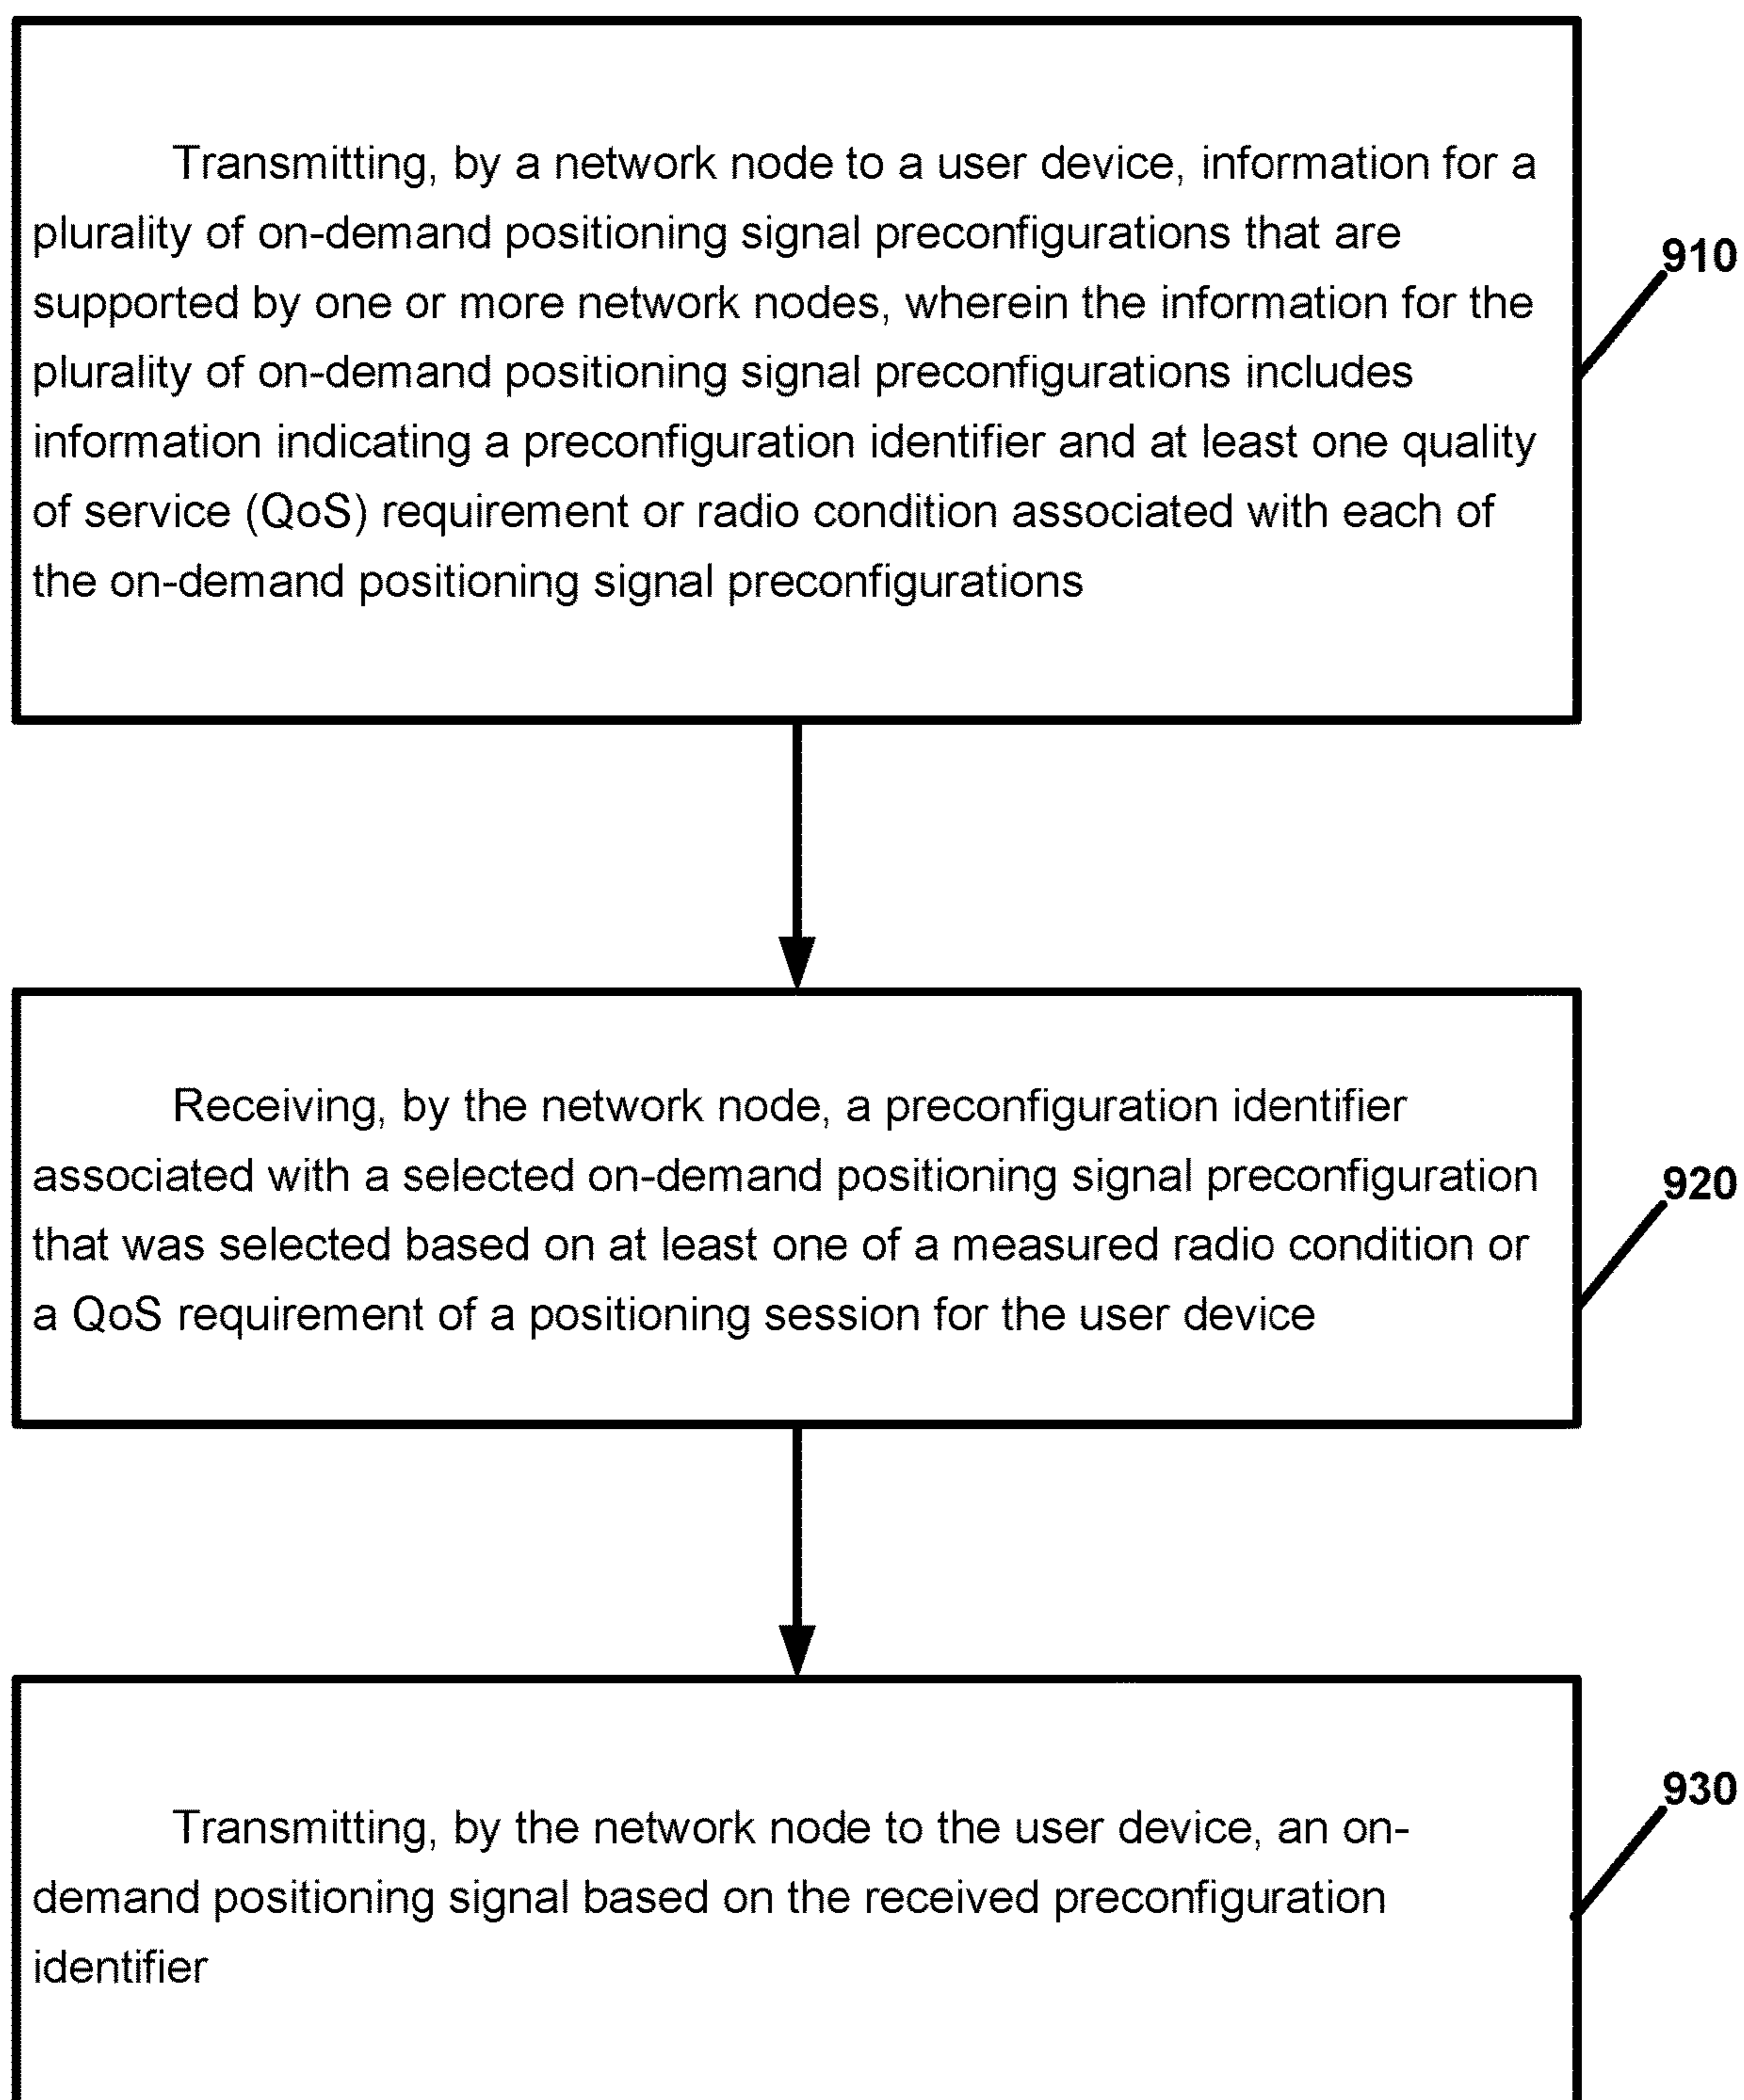 Transmitting, by a network node to a user device, information for a
plurality of on-demand positioning signal preconfigurations that are
supported by one or more network nodes, wherein the information for the
plurality of on-demand positioning signal preconfigurations includes
information indicating a preconfiguration identifier and at least one quality
of service (QoS) requirement or radio condition associated with each of
the on-demand positioning signal preconfigurations
910
Receiving, by the network node, a preconfiguration identifier
associated with a selected on-demand positioning signal preconfiguration
that was selected based on at least one of a measured radio condition or
a QoS requirement of a positioning session for the user device
920
Transmitting, by the network node to the user device, an on-
demand positioning signal based on the received preconfiguration
identifier
930